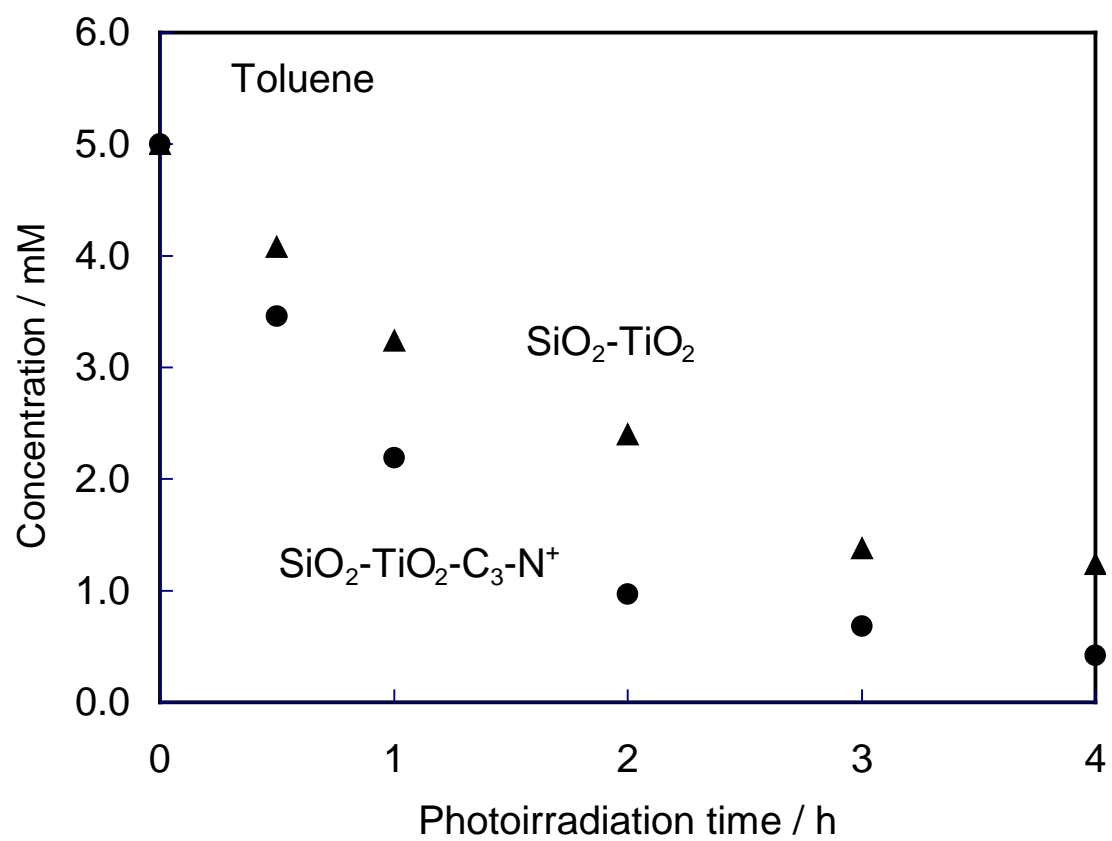 6.0
Toluene
5.0
4.0
SiO₂-TiO₂
3.0
2.0
SiO₂-TiO₂-C₃-N⁺
1.0
0.0
0 1 2 3 4
Photoirradiation time / h
Concentration / mM